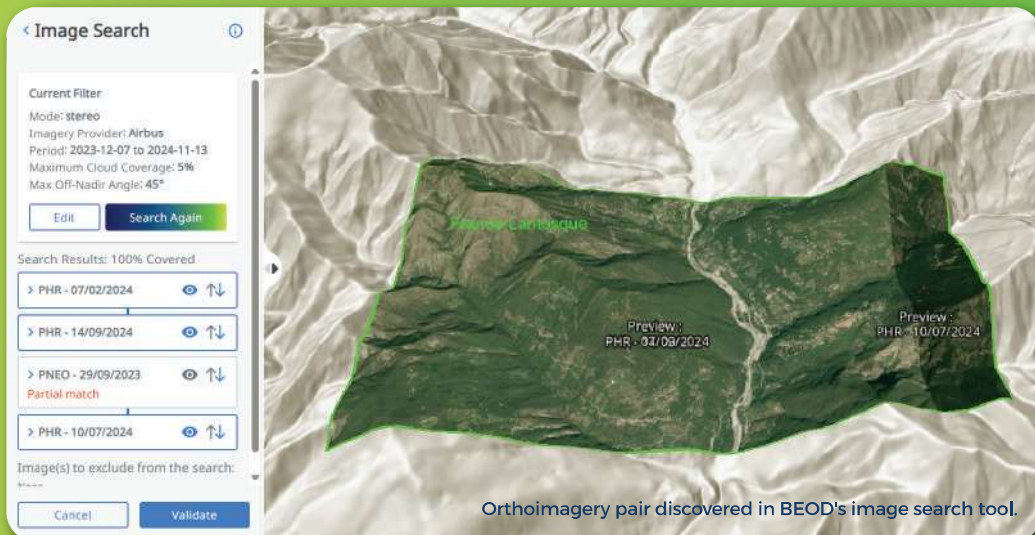 Image Search
Current Filter
Mode: stereo
Imagery Provider: Airbus
Period: 2023-12-07 to 2024-11-13
Maximum Cloud Coverage: 5%
Max Off-Nadir Angle: 45°
Edit
Search Again
Search Results: 100% Covered
PHR - 07/02/2024
PHR - 14/09/2024
PNEO - 29/09/2023
Partial match
PHR - 10/07/2024
Image(s) to exclude from the search:
Cancel
Validate
Preview :
PHR -
Preview :
PHR - 10/07/2024
Orthoimagery pair discovered in BEOD's image search tool.